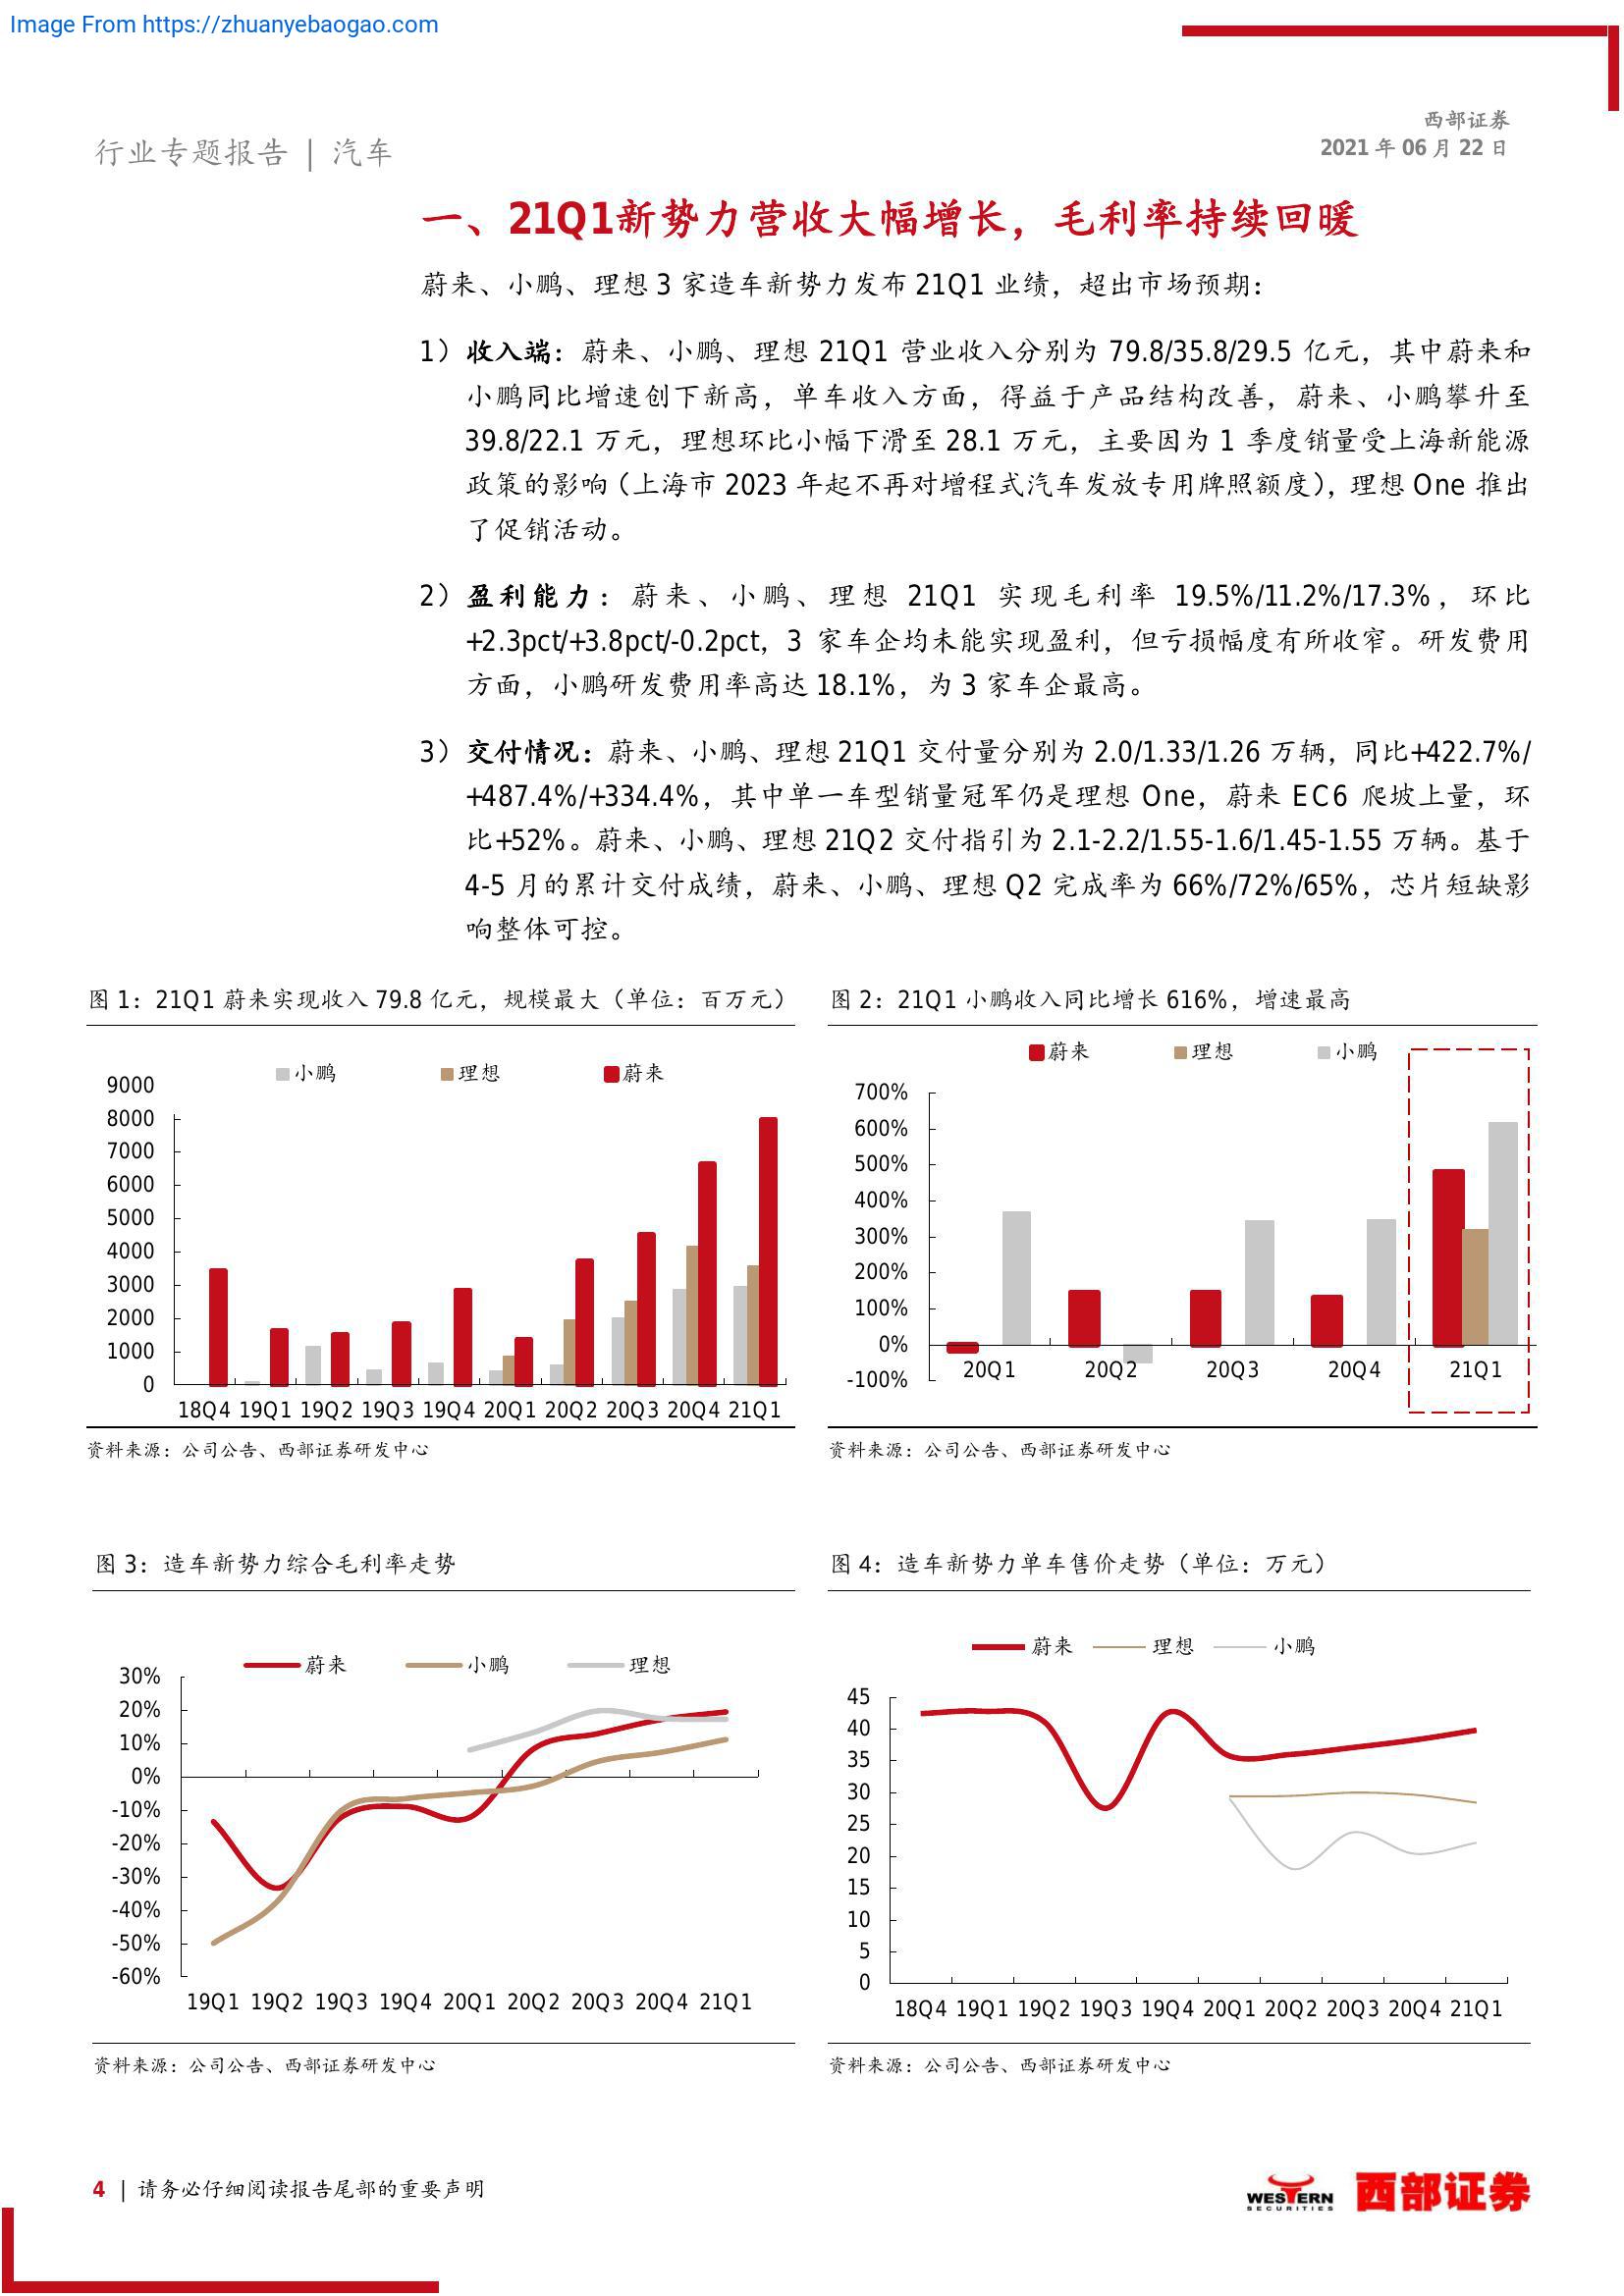 Image From https://zhuanyebaogao.com
西部证券
2021 年 06 月 22 日
行业专题报告 | 汽车
一、21Q1新势力营收大幅增长，毛利率持续回暖
蔚来、小鹏、理想 3 家造车新势力发布 21Q1 业绩，超出市场预期：
1）收入端：蔚来、小鹏、理想 21Q1 营业收入分别为 79.8/35.8/29.5 亿元，其中蔚来和
小鹏同比增速创下新高，单车收入方面，得益于产品结构改善，蔚来、小鹏攀升至
39.8/22.1 万元，理想环比小幅下滑至 28.1 万元，主要因为 1 季度销量受上海新能源
政策的影响（上海市 2023 年起不再对增程式汽车发放专用牌照额度），理想 One 推出
了促销活动。
2）盈利能力：蔚来、小鹏、理想 21Q1 实现毛利率 19.5%/11.2%/17.3%，环比
+2.3pct/+3.8pct/-0.2pct，3 家车企均未能实现盈利，但亏损幅度有所收窄。研发费用
方面，小鹏研发费用率高达 18.1%，为 3 家车企最高。
3）交付情况：蔚来、小鹏、理想 21Q1 交付量分别为 2.0/1.33/1.26 万辆，同比+422.7%/
+487.4%/+334.4%，其中单一车型销量冠军仍是理想 One，蔚来 EC6 爬坡上量，环
比+52%。蔚来、小鹏、理想 21Q2 交付指引为 2.1-2.2/1.55-1.6/1.45-1.55 万辆。基于
4-5 月的累计交付成绩，蔚来、小鹏、理想 Q2 完成率为 66%/72%/65%，芯片短缺影
响整体可控。
图 1：21Q1 蔚来实现收入 79.8 亿元，规模最大（单位：百万元）
小鹏 理想 蔚来
9000
8000
7000
6000
5000
4000
3000
2000
1000
0
18Q4 19Q1 19Q2 19Q3 19Q4 20Q1 20Q2 20Q3 20Q4 21Q1
资料来源：公司公告、西部证券研发中心
图 2：21Q1 小鹏收入同比增长 616%，增速最高
蔚来 理想 小鹏
700%
600%
500%
400%
300%
200%
100%
0%
-100%
20Q1 20Q2 20Q3 20Q4 21Q1
资料来源：公司公告、西部证券研发中心
图 3：造车新势力综合毛利率走势
蔚来 小鹏 理想
30%
20%
10%
0%
-10%
-20%
-30%
-40%
-50%
-60%
19Q1 19Q2 19Q3 19Q4 20Q1 20Q2 20Q3 20Q4 21Q1
资料来源：公司公告、西部证券研发中心
图 4：造车新势力单车售价走势（单位：万元）
蔚来 理想 小鹏
45
40
35
30
25
20
15
10
5
0
18Q4 19Q1 19Q2 19Q3 19Q4 20Q1 20Q2 20Q3 20Q4 21Q1
资料来源：公司公告、西部证券研发中心
4 | 请务必仔细阅读报告尾部的重要声明
WESTERN
SECURITIES
西部证券